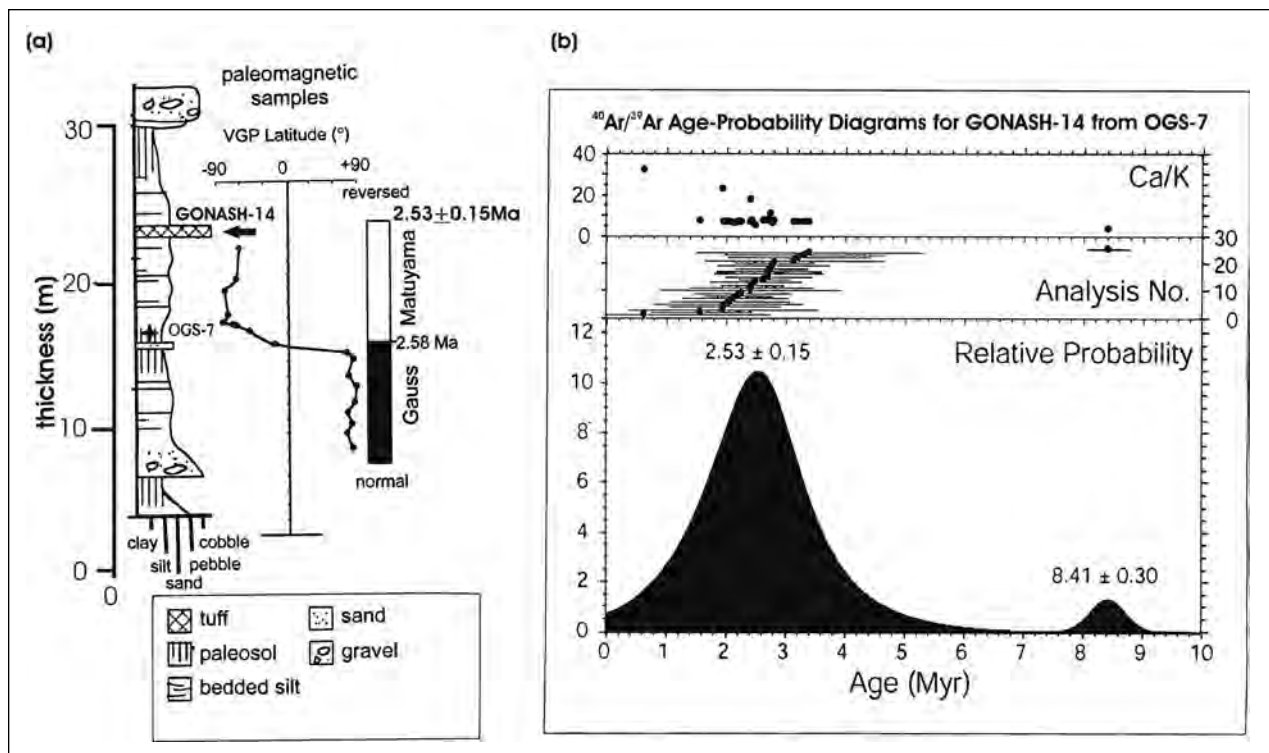 (a)
paleomagnetic
samples
VGP Latitude (°)
-90 0 +90
reversed
GONASH-14
2.53±0.15Ma
Matuyama
OGS-7
2.58 Ma
Gauss
normal
thickness (m)
30
20
10
0
clay
silt
sand
pebble
cobble
0
tuff
sand
paleosol
gravel
bedded silt
(b)
⁴⁰Ar/³⁹Ar Age-Probability Diagrams for GONASH-14 from OGS-7
40
20
0
Ca/K
30
20
10
0
Analysis No.
12
10
8
6
4
2
0
Relative Probability
2.53 ± 0.15
8.41 ± 0.30
0 1 2 3 4 5 6 7 8 9 10
Age (Myr)